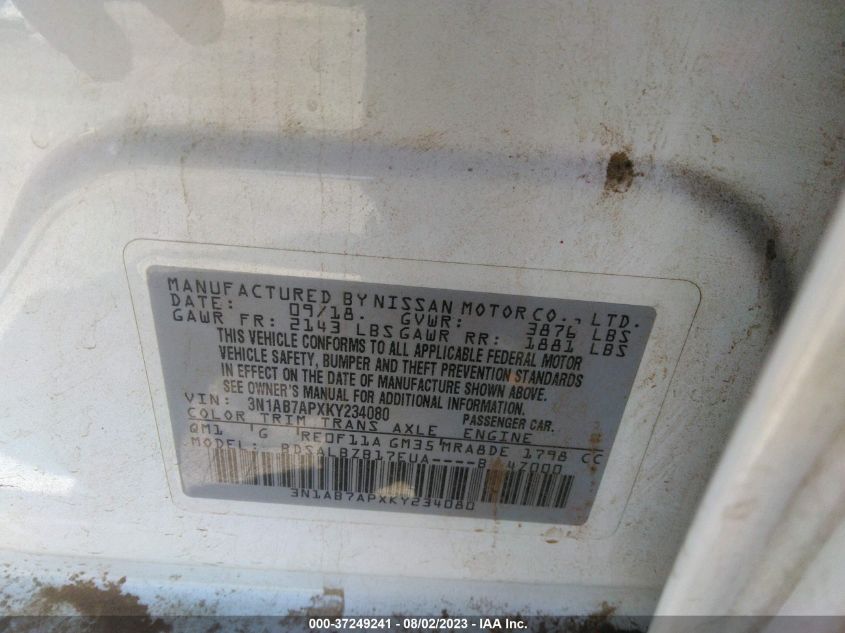 MANUFACTURED BY NISSAN MOTOR CO., LTD.
DATE: 09/18. GVWR: 3876 LBS
GAWR FR: 2143 LBS GAWR RR: 1881 LBS
THIS VEHICLE CONFORMS TO ALL APPLICABLE FEDERAL MOTOR
VEHICLE SAFETY, BUMPER AND THEFT PREVENTION STANDARDS
IN EFFECT ON THE DATE OF MANUFACTURE SHOWN ABOVE.
SEE OWNER'S MANUAL FOR ADDITIONAL INFORMATION.
VIN: 3N1AB7APXKY234080 PASSENGER CAR.
COLOR TRIM TRANS AXLE ENGINE
QM1 G RE0F11A GM35 MRA8DE 1798 CC
MODEL: BDSALBZB17EUA----B 47000
3N1AB7APXKY234080
000-37249241 - 08/02/2023 - IAA Inc.